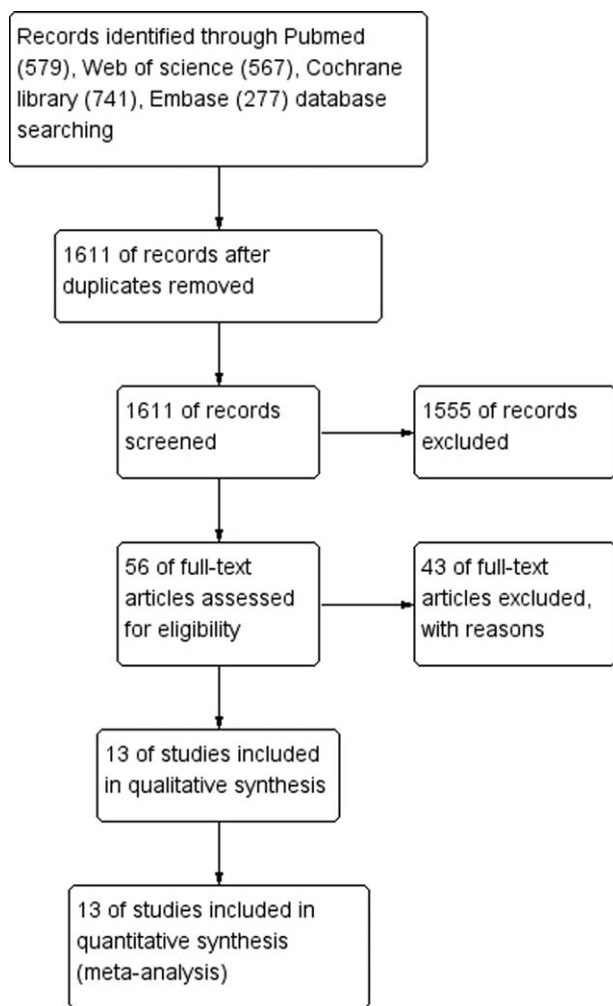 Records identified through Pubmed
(579), Web of science (567), Cochrane
library (741), Embase (277) database
searching
1611 of records after
duplicates removed
1611 of records
screened
1555 of records
excluded
56 of full-text
articles assessed
for eligibility
43 of full-text
articles excluded,
with reasons
13 of studies included
in qualitative synthesis
13 of studies included in
quantitative synthesis
(meta-analysis)